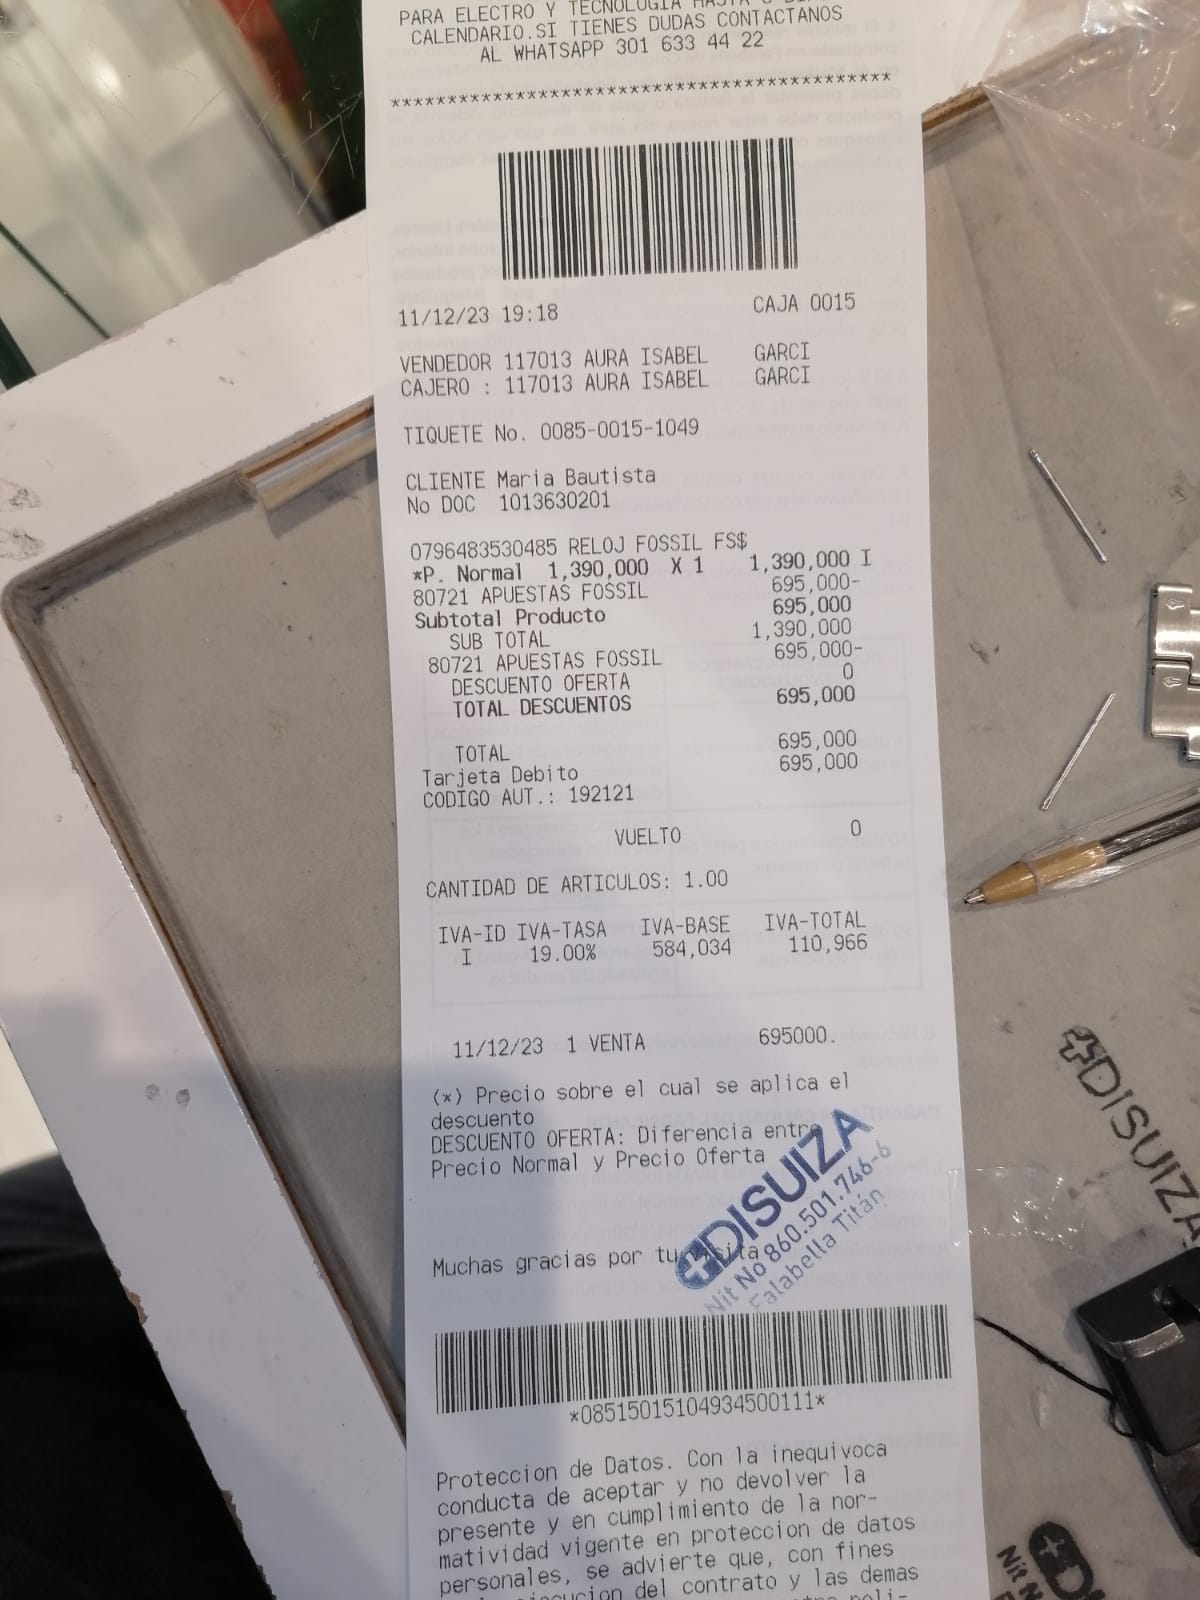 PARA ELECTRO Y TECNOLOGIA HASTA
CALENDARIO.SI TIENES DUDAS CONTACTANOS
AL WHATSAPP 301 633 44 22
********************************************
11/12/23 19:18 CAJA 0015
VENDEDOR 117013 AURA ISABEL GARCI
CAJERO : 117013 AURA ISABEL GARCI
TIQUETE No. 0085-0015-1049
CLIENTE Maria Bautista
No DOC 1013630201
0796483530485 RELOJ FOSSIL FS$
*P. Normal 1,390,000 X 1 1,390,000 I
80721 APUESTAS FOSSIL 695,000-
Subtotal Producto 695,000
SUB TOTAL 1,390,000
80721 APUESTAS FOSSIL 695,000-
DESCUENTO OFERTA 0
TOTAL DESCUENTOS 695,000
TOTAL 695,000
Tarjeta Debito 695,000
CODIGO AUT.: 192121
VUELTO 0
CANTIDAD DE ARTICULOS: 1.00
IVA-ID IVA-TASA IVA-BASE IVA-TOTAL
I 19.00% 584,034 110,966
11/12/23 1 VENTA 695000.
(*) Precio sobre el cual se aplica el
descuento
DESCUENTO OFERTA: Diferencia entre
Precio Normal y Precio Oferta
Muchas gracias por tu visita
DISUIZA
Nit No 860.501.746-6
Falabella Titán
*08515015104934500111*
Proteccion de Datos. Con la inequivoca
conducta de aceptar y no devolver la
presente y en cumplimiento de la nor-
matividad vigente en proteccion de datos
personales, se advierte que, con fines
del contrato y las demas
DISUIZA
Nit N